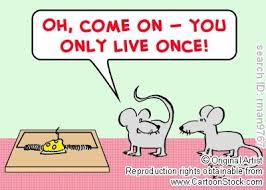 OH, COME ON – YOU
ONLY LIVE ONCE!
© Original Artist
Reproduction rights obtainable from
www.CartoonStock.com